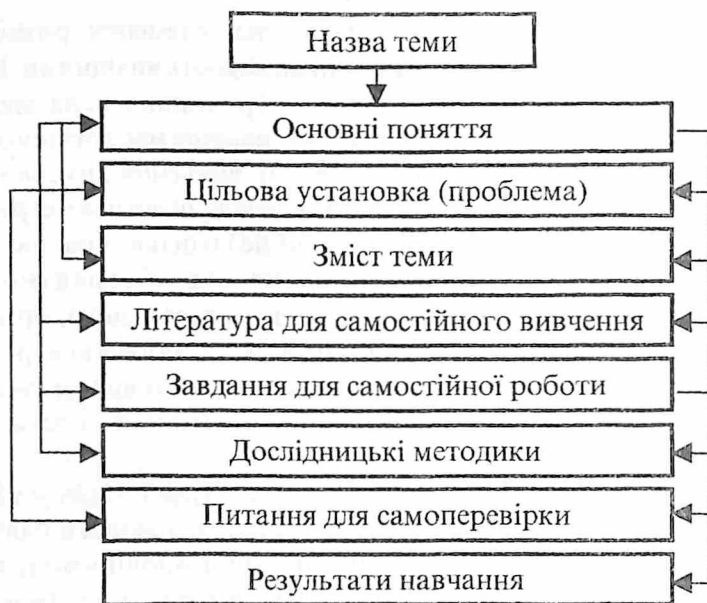 Назва теми
Основні поняття
Цільова установка (проблема)
Зміст теми
Література для самостійного вивчення
Завдання для самостійної роботи
Дослідницькі методики
Питання для самоперевірки
Результати навчання